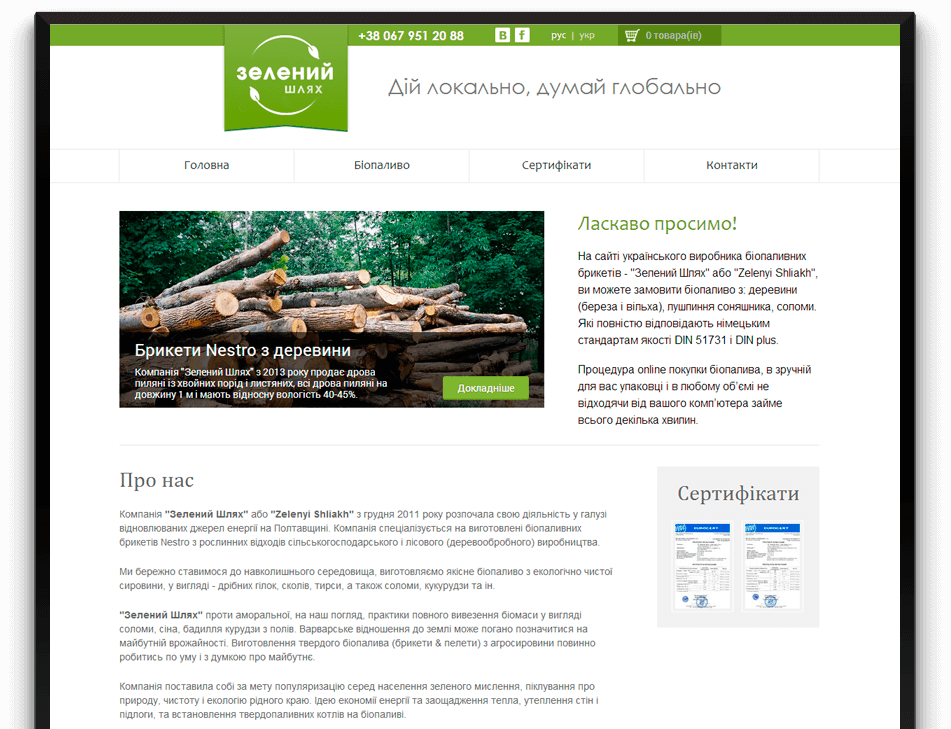 +38 067 951 20 88
B f
рус | укр
0 товара(ів)
зелений
шлях
Дій локально, думай глобально
Головна
Біопаливо
Сертифікати
Контакти
Брикети Nestro з деревини
Компанія "Зелений Шлях" з 2013 року продає дрова
пиляні із хвойних порід і листяних, всі дрова пиляні на
довжину 1 м і мають відносну вологість 40-45%.
Докладніше
Ласкаво просимо!
На сайті українського виробника біопаливних
брикетів - "Зелений Шлях" або "Zelenyi Shliakh",
ви можете замовити біопаливо з: деревини
(береза і вільха), пушпиння соняшника, соломи.
Які повністю відповідають німецьким
стандартам якості DIN 51731 і DIN plus.
Процедура online покупки біопалива, в зручній
для вас упаковці і в любому об'ємі не
відходячи від вашого комп'ютера займе
всього декілька хвилин.
Про нас
Компанія "Зелений Шлях" або "Zelenyi Shliakh" з грудня 2011 року розпочала свою діяльність у галузі
відновлюваних джерел енергії на Полтавщині. Компанія спеціалізується на виготовлені біопаливних
брикетів Nestro з рослинних відходів сільськогосподарського і лісового (деревообробного) виробництва.
Ми бережно ставимося до навколишнього середовища, виготовляємо якісне біопаливо з екологічно чистої
сировини, у вигляді - дрібних гілок, сколів, тирси, а також соломи, кукурудзи та ін.
"Зелений Шлях" проти аморальної, на наш погляд, практики повного вивезення біомаси у вигляді
соломи, сіна, бадилля курудзи з полів. Варварське відношення до землі може погано позначитися на
майбутній врожайності. Виготовлення твердого біопалива (брикети & пелети) з агросировини повинно
робитись по уму і з думкою про майбутнє.
Компанія поставила собі за мету популяризацію серед населення зеленого мислення, піклування про
природу, чистоту і екологію рідного краю. Ідею економії енергії та заощадження тепла, утеплення стін і
підлоги, та встановлення твердопаливних котлів на біопаливі.
Сертифікати